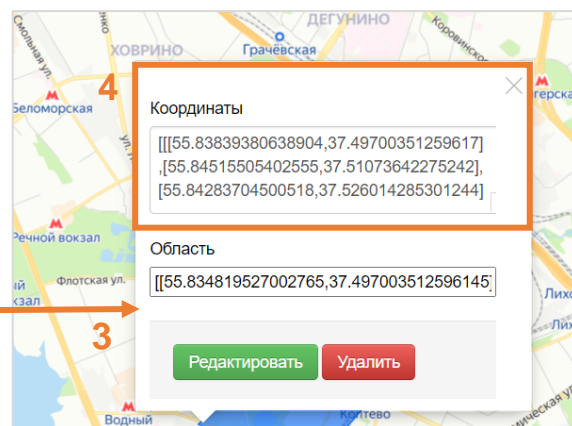 ДЕГУНИНО
ХОВРИНО
Грачёвская
Смольная ул.
4
Беломорская
Координаты
[[[55.83839380638904,37.49700351259617]
,[55.84515505402555,37.51073642275242],
[55.84283704500518,37.526014285301244]
Речной вокзал
Область
[[55.834819527002765,37.497003512596145]
Флотская ул.
3
Редактировать
Удалить
Водный
Коптево